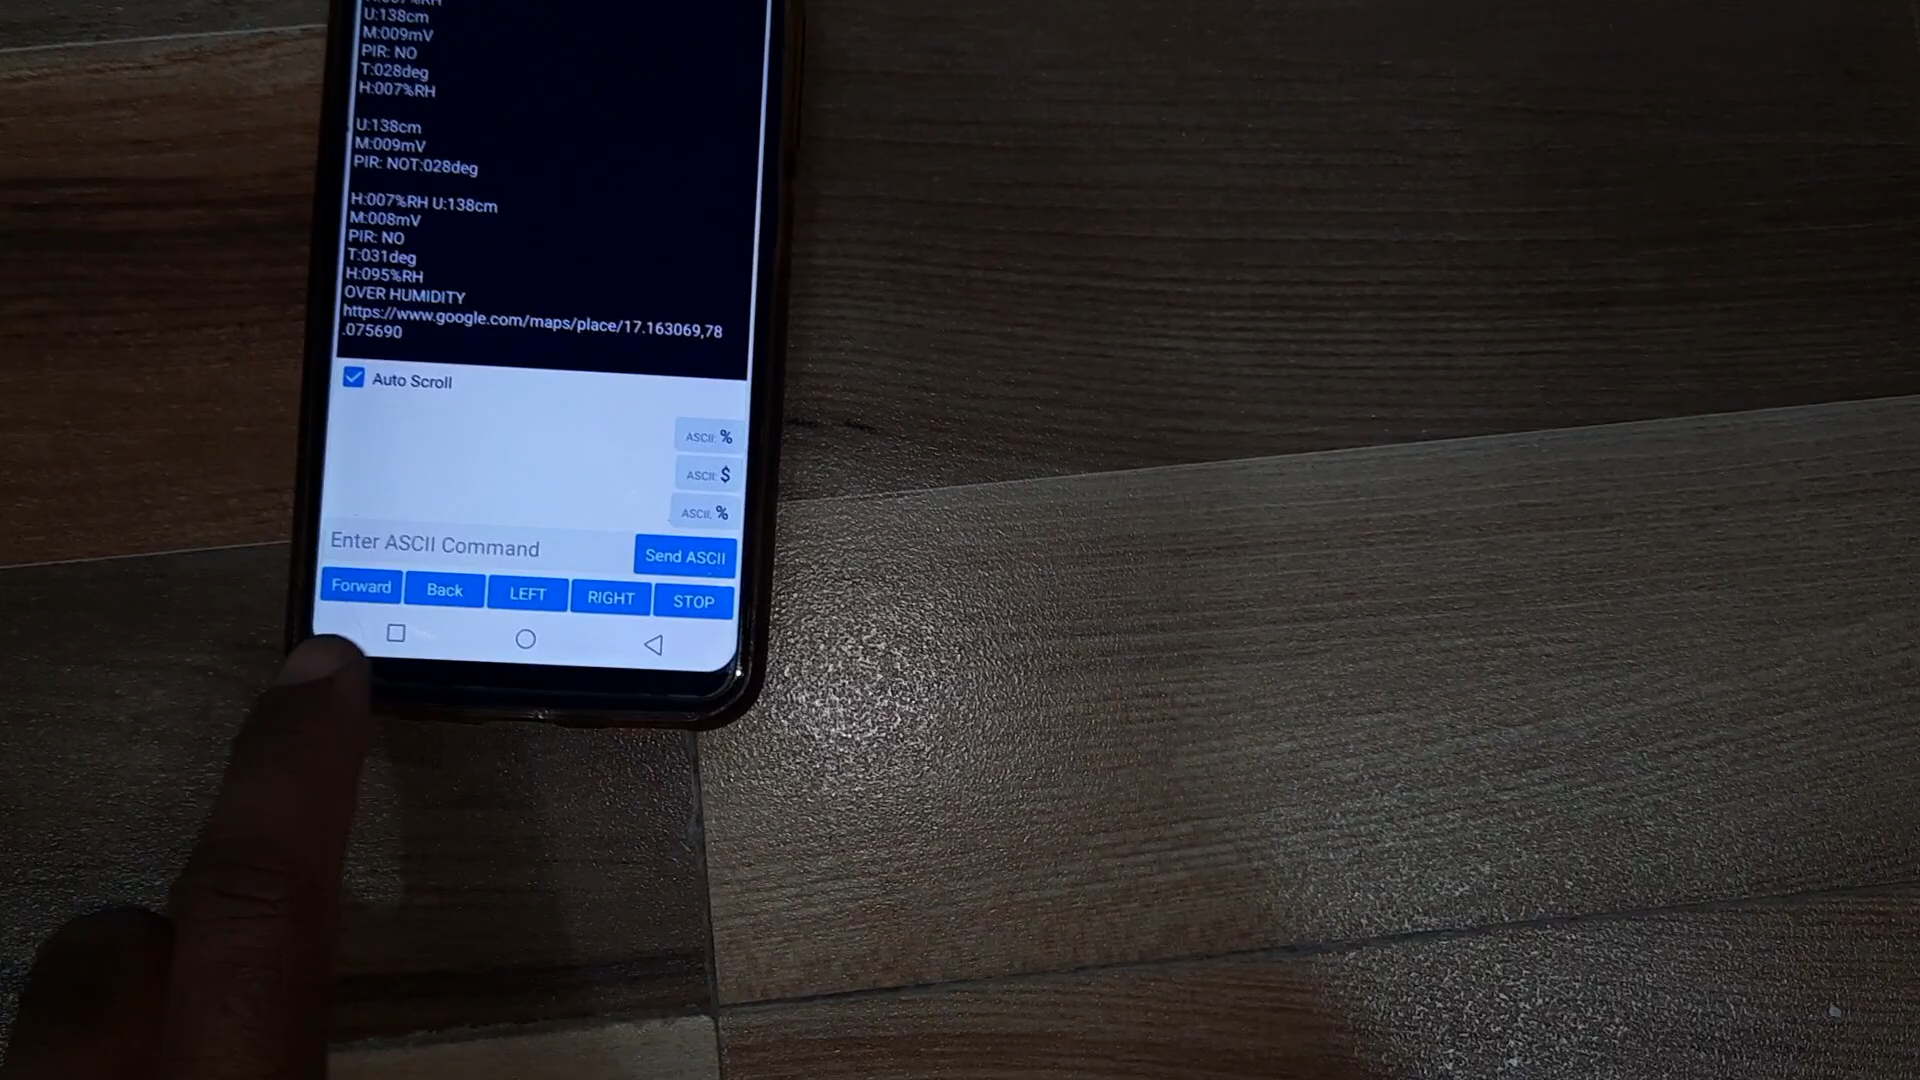 H:007%RH
U:138cm
M:009mV
PIR: NO
T:028deg
H:007%RH
U:138cm
M:009mV
PIR: NOT:028deg
H:007%RH U:138cm
M:008mV
PIR: NO
T:031deg
H:095%RH
OVER HUMIDITY
https://www.google.com/maps/place/17.163069,78
.075690
Auto Scroll
ASCII: %
ASCII: $
ASCII: %
Enter ASCII Command
Send ASCII
Forward Back LEFT RIGHT STOP